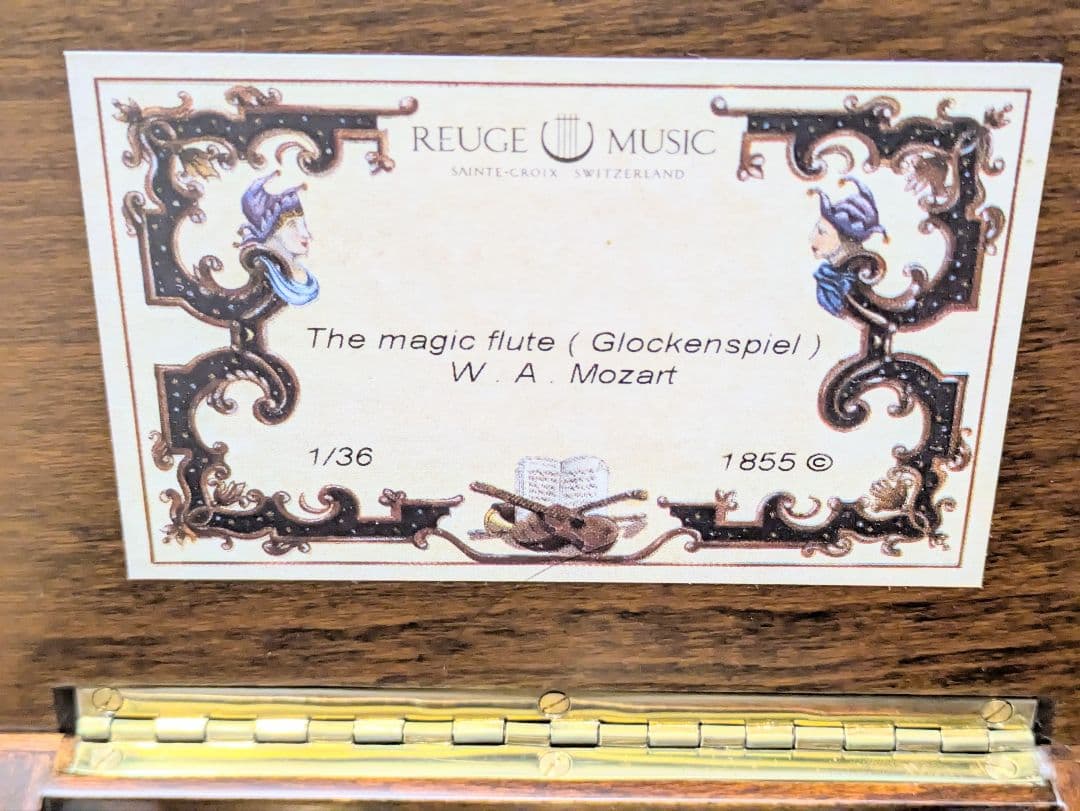 REUGE MUSIC
SAINTE-CROIX SWITZERLAND
The magic flute ( Glockenspiel )
W . A . Mozart
1/36 1855 ©